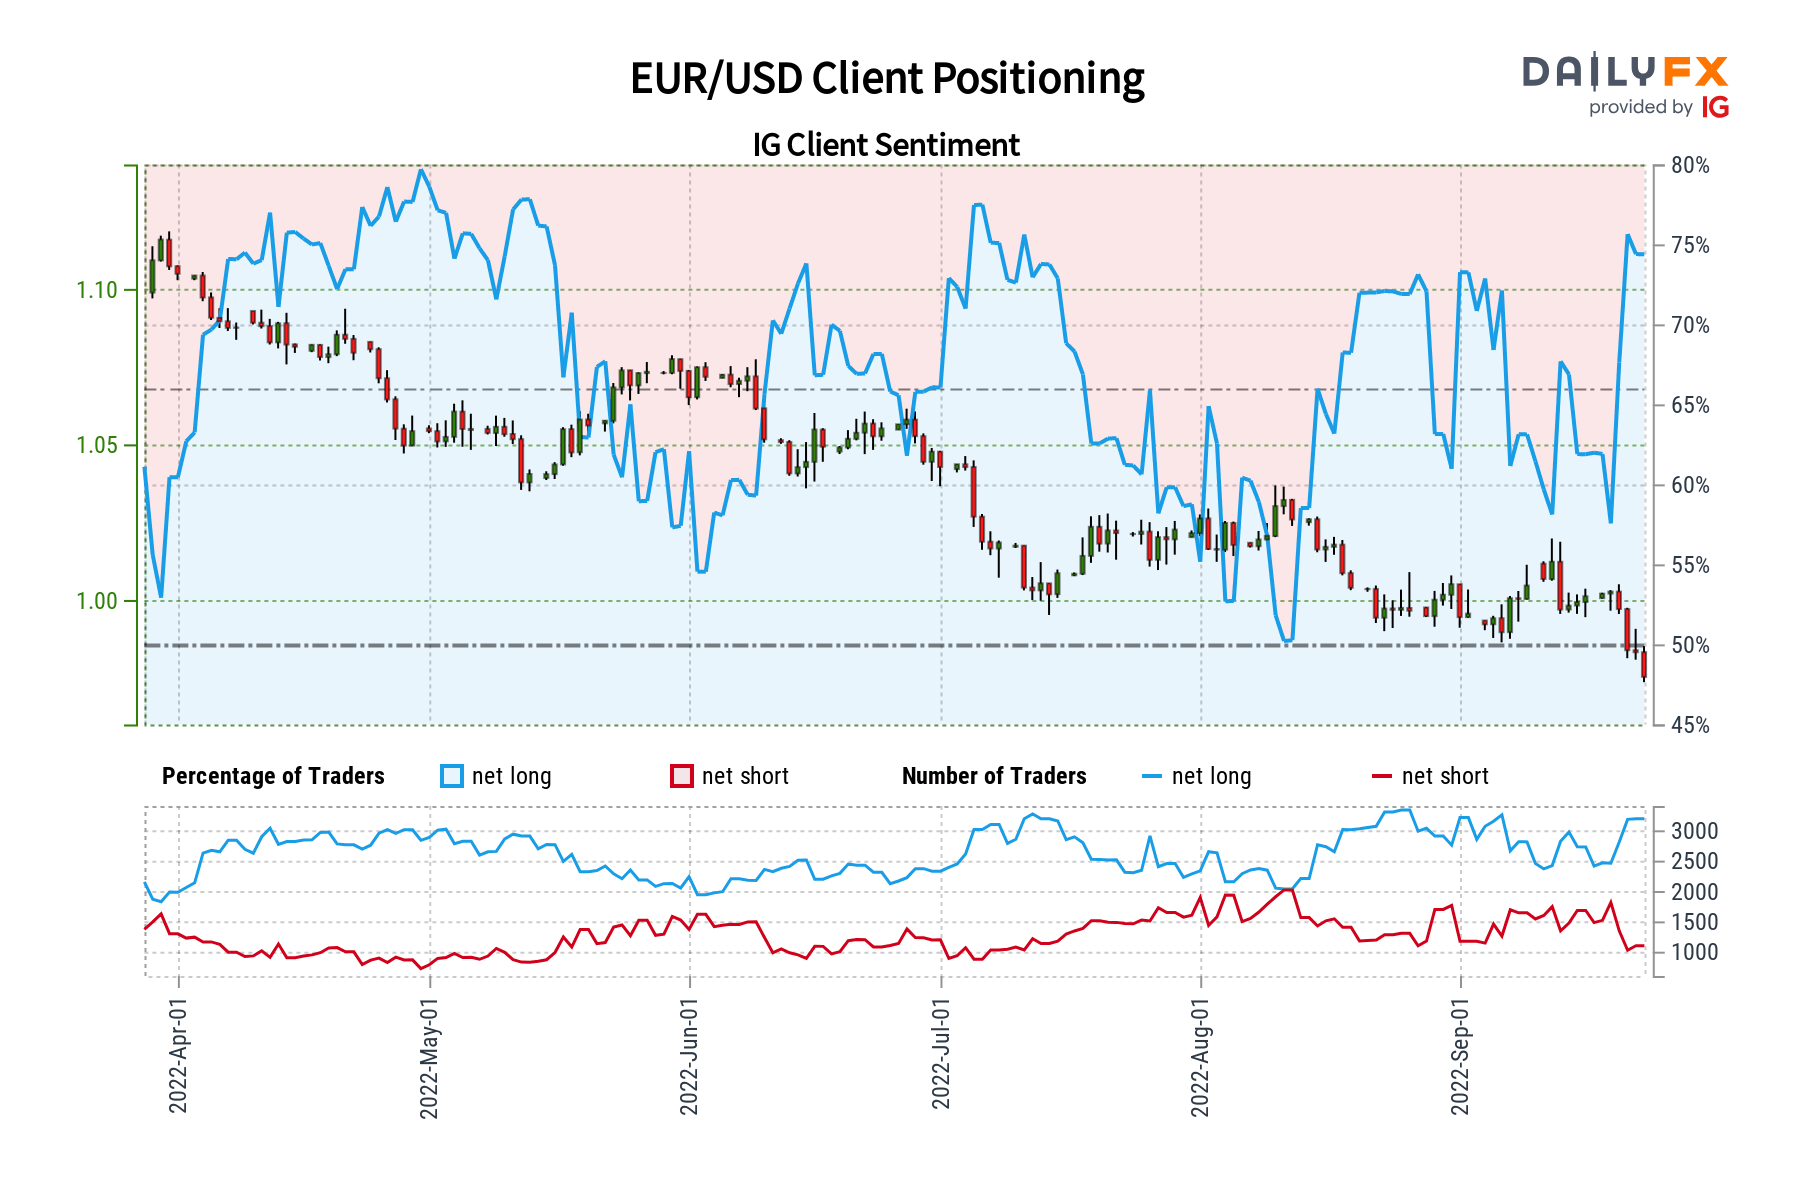 EUR/USD Client Positioning
DAILYFX
provided by IG
IG Client Sentiment
80%
75%
1.10
70%
65%
1.05
60%
55%
1.00
50%
45%
Percentage of Traders net long net short Number of Traders net long net short
3000
2500
2000
1500
1000
2022-Apr-01
2022-May-01
2022-Jun-01
2022-Jul-01
2022-Aug-01
2022-Sep-01